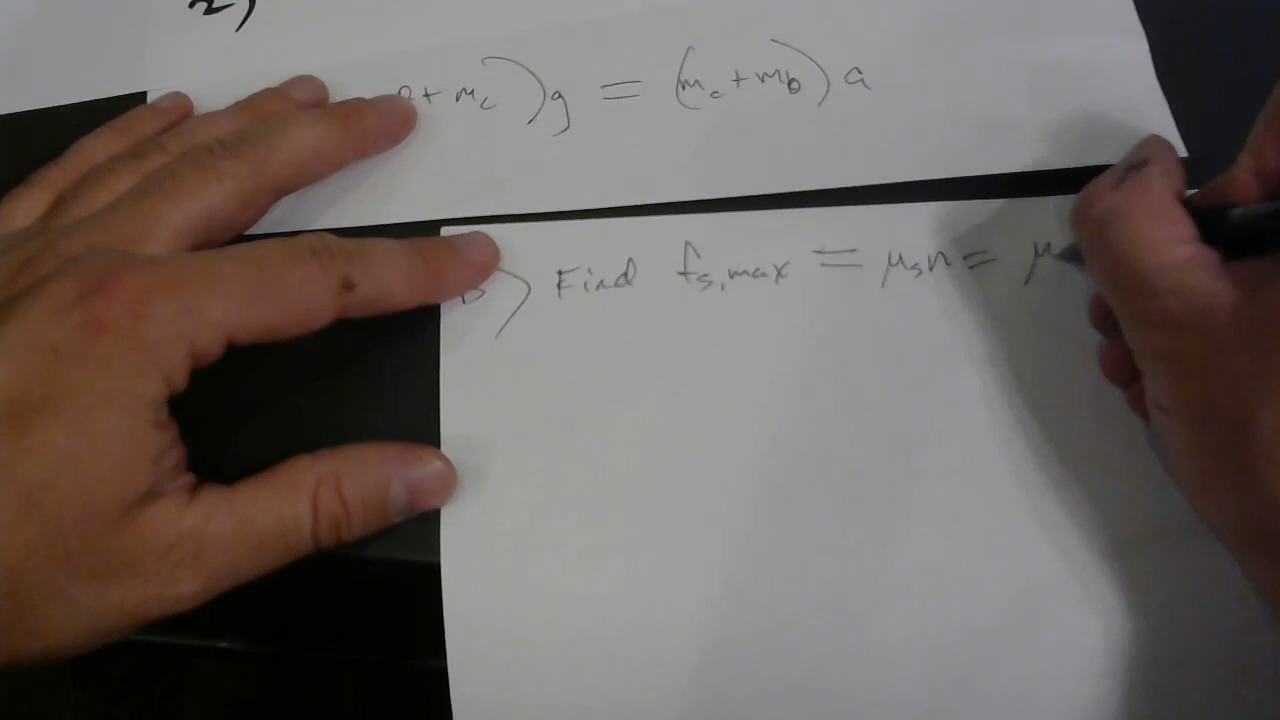 2)
+ m_c)g = (m_c + m_b) a
B) Find f_s,max = μ_s n = μ